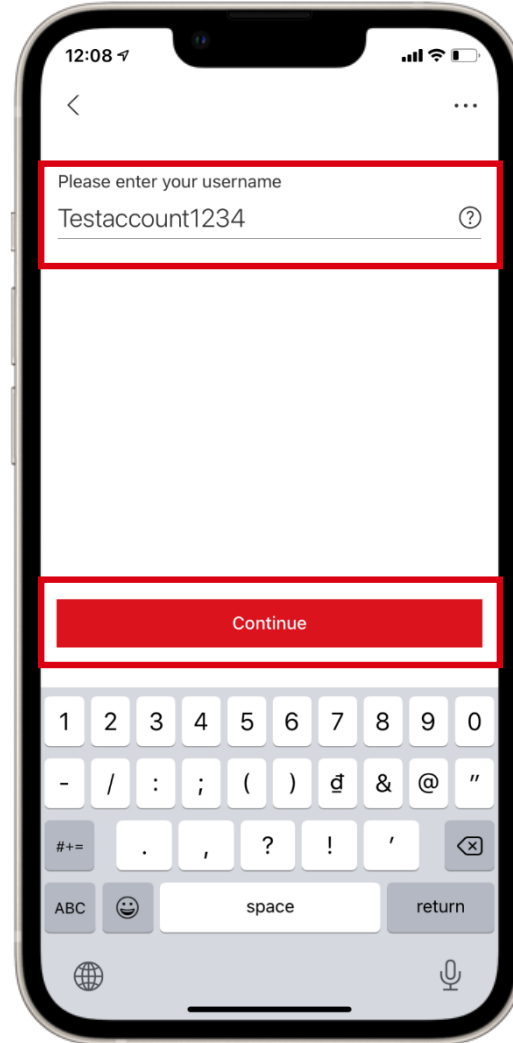 12:08
Please enter your username
Testaccount1234
?
Continue
1 2 3 4 5 6 7 8 9 0
- / : ; ( ) đ & @ "
#+= . , ? ! '
ABC space return